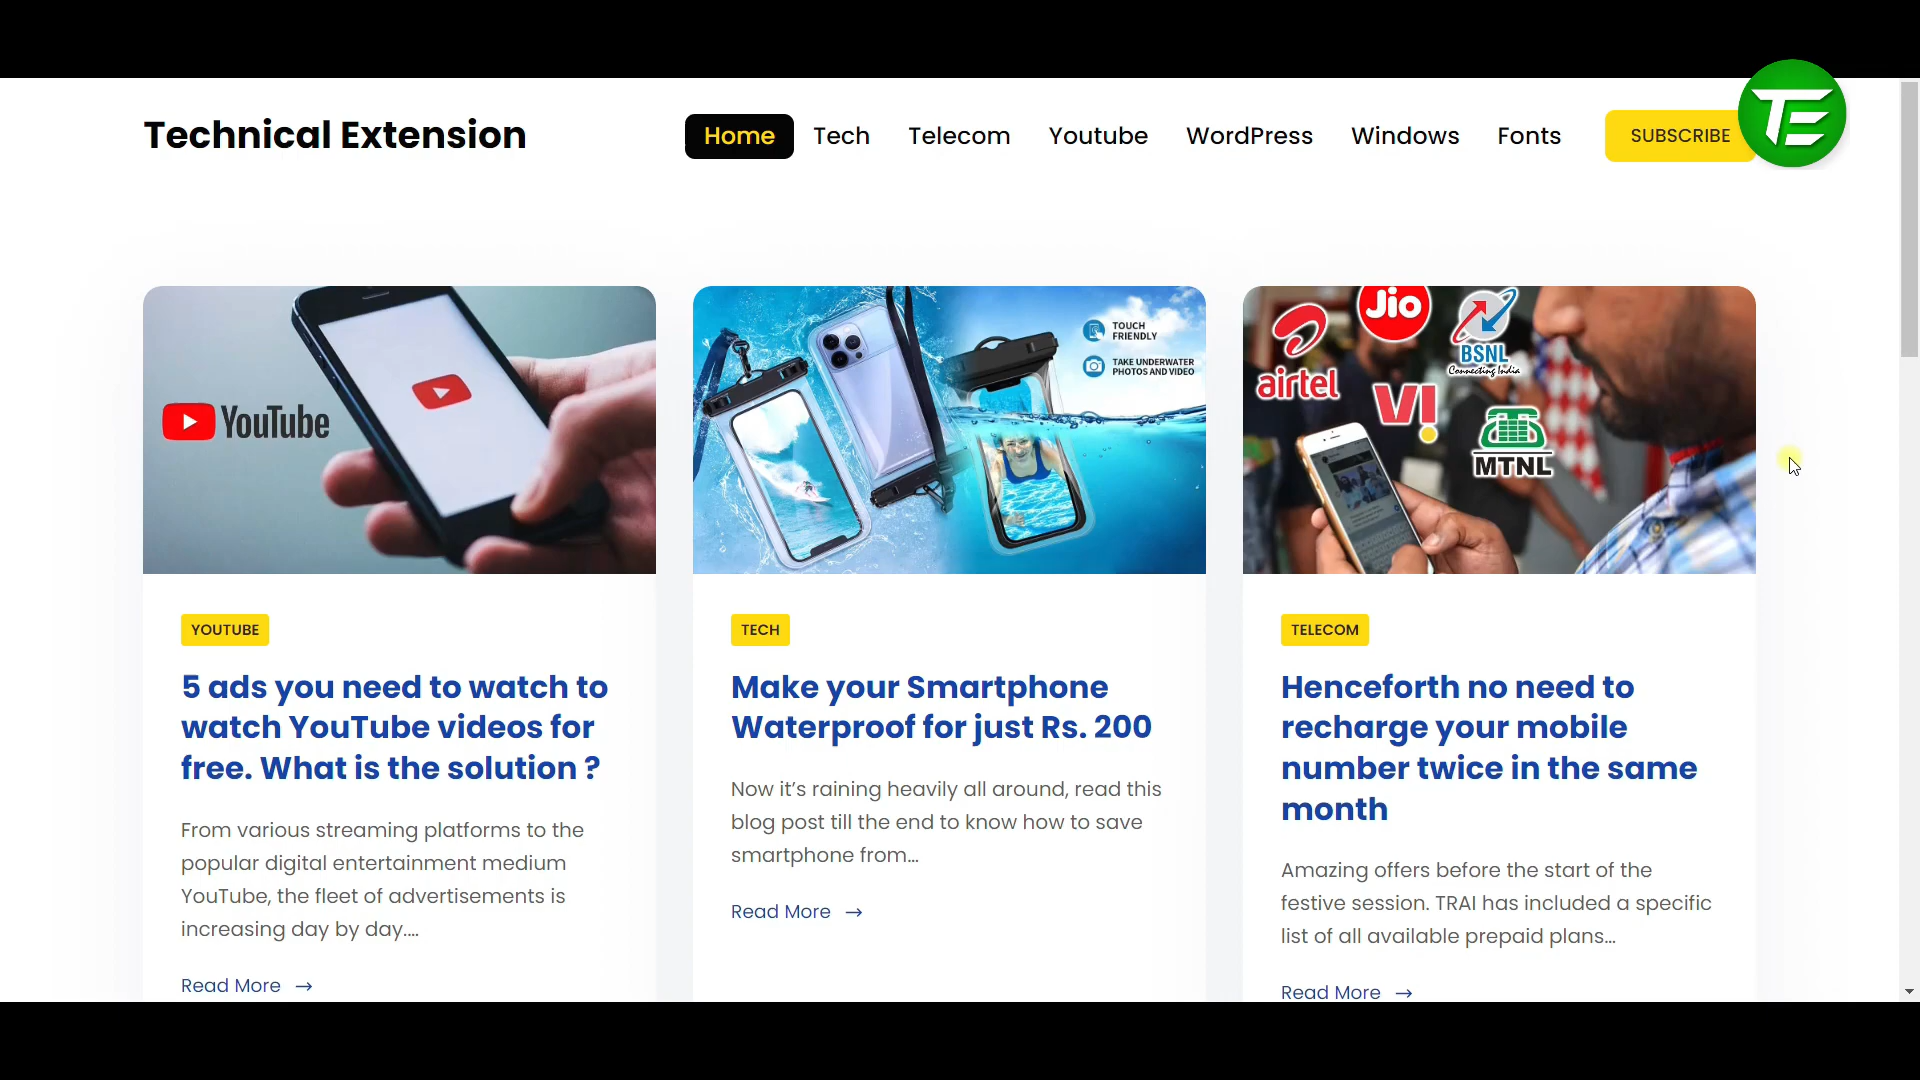 Technical Extension
Home
Tech
Telecom
Youtube
WordPress
Windows
Fonts
SUBSCRIBE
TE
YouTube
TOUCH
FRIENDLY
TAKE UNDERWATER
PHOTOS AND VIDEO
airtel
Jio
BSNL
Connecting India
V!
MTNL
YOUTUBE
5 ads you need to watch to
watch YouTube videos for
free. What is the solution ?
From various streaming platforms to the
popular digital entertainment medium
YouTube, the fleet of advertisements is
increasing day by day....
Read More →
TECH
Make your Smartphone
Waterproof for just Rs. 200
Now it’s raining heavily all around, read this
blog post till the end to know how to save
smartphone from...
Read More →
TELECOM
Henceforth no need to
recharge your mobile
number twice in the same
month
Amazing offers before the start of the
festive session. TRAI has included a specific
list of all available prepaid plans...
Read More →